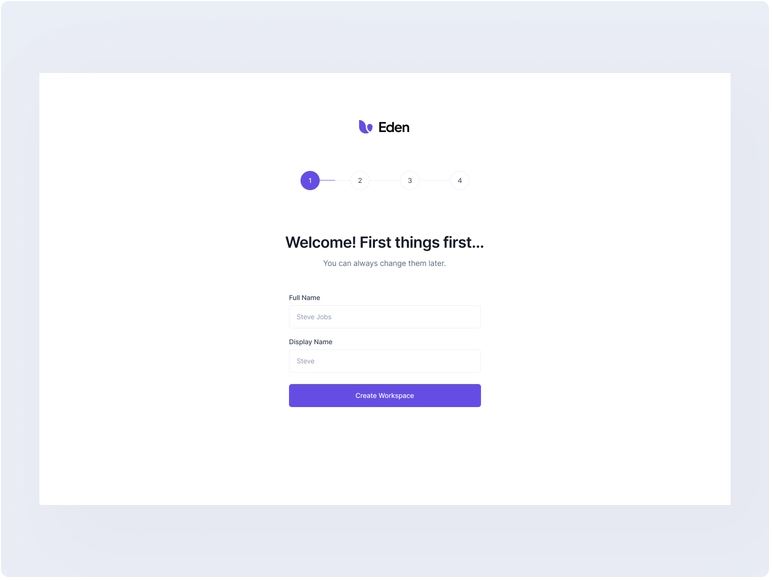 Eden
1 2 3 4
Welcome! First things first...
You can always change them later.
Full Name
Steve Jobs
Display Name
Steve
Create Workspace